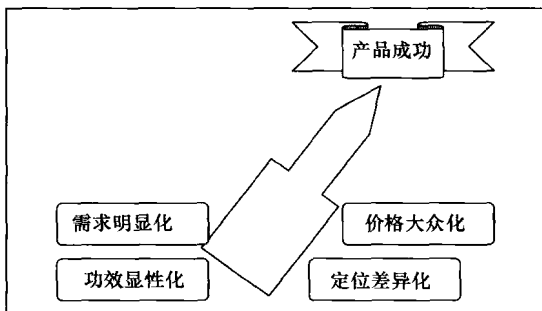 产品成功
需求明显化
价格大众化
功效显性化
定位差异化